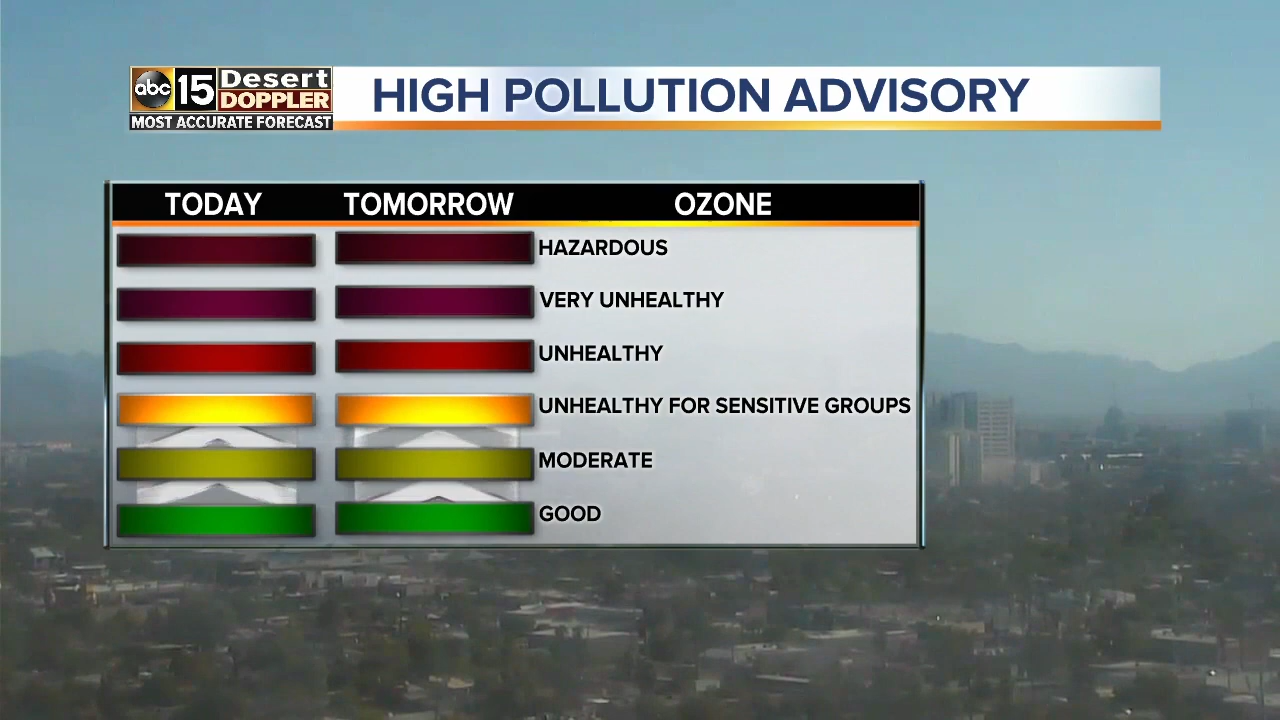 abc 15 Desert DOPPLER
MOST ACCURATE FORECAST
HIGH POLLUTION ADVISORY
TODAY TOMORROW OZONE
HAZARDOUS
VERY UNHEALTHY
UNHEALTHY
UNHEALTHY FOR SENSITIVE GROUPS
MODERATE
GOOD